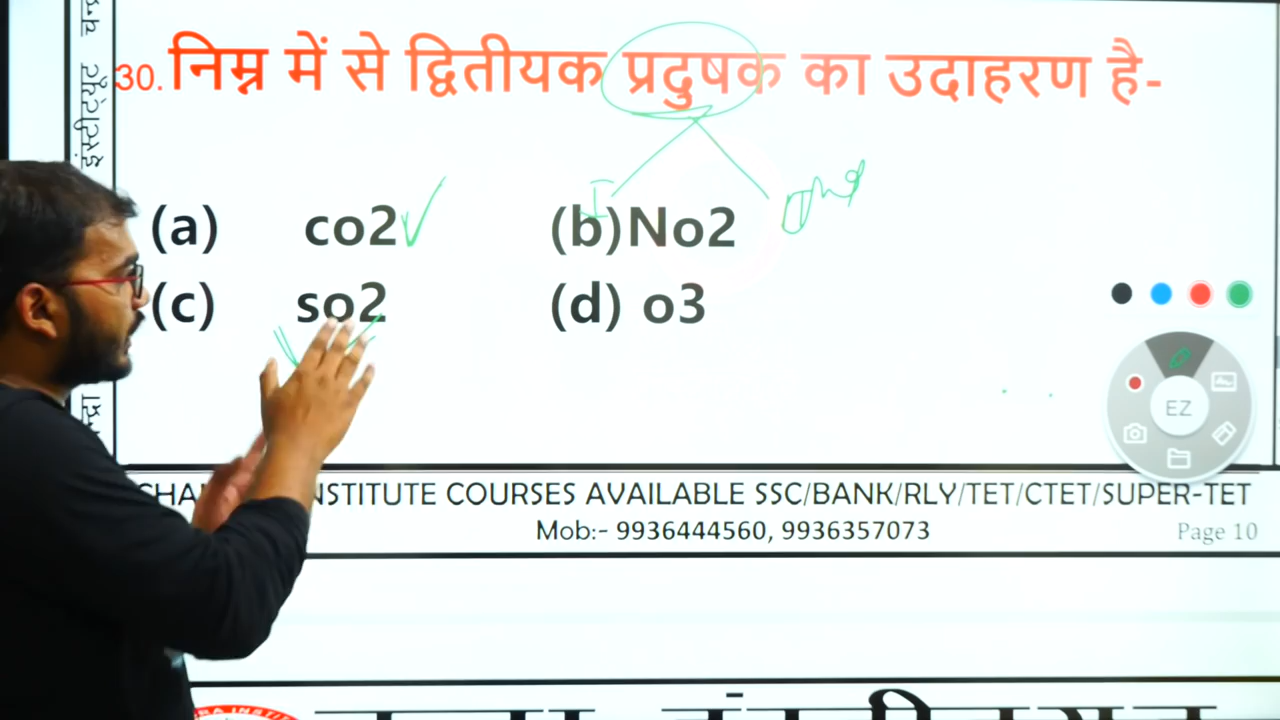 30. निम्न में से द्वितीयक प्रदुषक का उदाहरण है-
(a) co2 (b) No2
I
(c) so2 (d) o3
इंस्टीट्यूट
EZ
INSTITUTE COURSES AVAILABLE SSC/BANK/RLY/TET/CTET/SUPER-TET
Mob:- 9936444560, 9936357073 Page 10